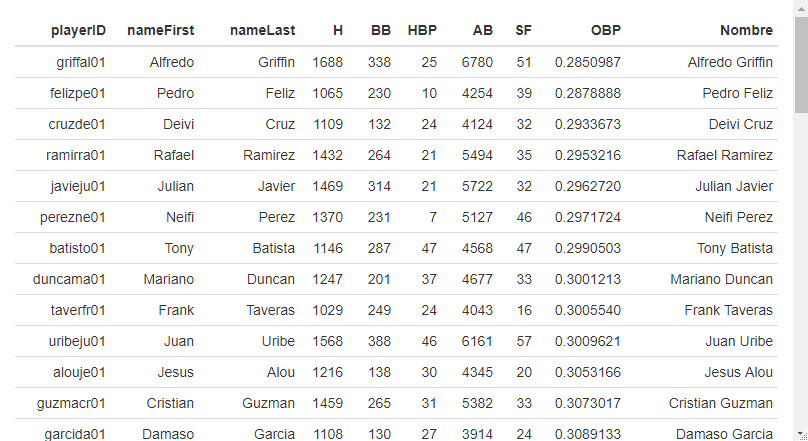 playerID nameFirst nameLast H BB HBP AB SF OBP Nombre
griffal01 Alfredo Griffin 1688 338 25 6780 51 0.2850987 Alfredo Griffin
felizpe01 Pedro Feliz 1065 230 10 4254 39 0.2878888 Pedro Feliz
cruzde01 Deivi Cruz 1109 132 24 4124 32 0.2933673 Deivi Cruz
ramirra01 Rafael Ramirez 1432 264 21 5494 35 0.2953216 Rafael Ramirez
javieju01 Julian Javier 1469 314 21 5722 32 0.2962720 Julian Javier
perezne01 Neifi Perez 1370 231 7 5127 46 0.2971724 Neifi Perez
batisto01 Tony Batista 1146 287 47 4568 47 0.2990503 Tony Batista
duncama01 Mariano Duncan 1247 201 37 4677 33 0.3001213 Mariano Duncan
taverfr01 Frank Taveras 1029 249 24 4043 16 0.3005540 Frank Taveras
uribeju01 Juan Uribe 1568 388 46 6161 57 0.3009621 Juan Uribe
alouje01 Jesus Alou 1216 138 30 4345 20 0.3053166 Jesus Alou
guzmacr01 Cristian Guzman 1459 265 31 5382 33 0.3073017 Cristian Guzman
garcida01 Damaso Garcia 1108 130 27 3914 24 0.3089133 Damaso Garcia